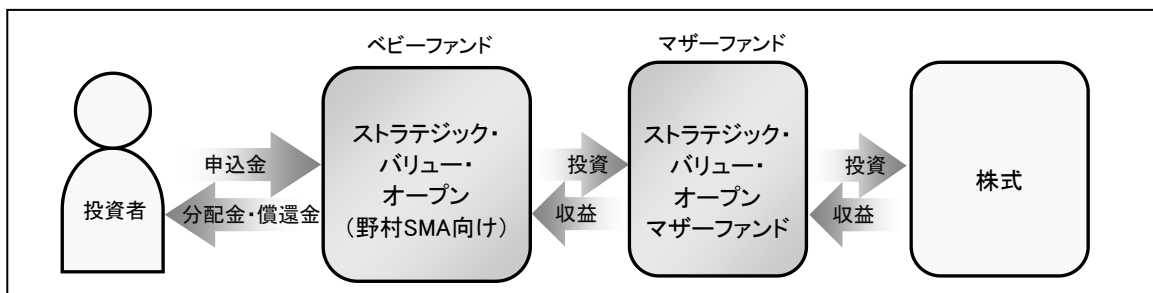 ベビーファンド
マザーファンド
投資者
申込金
分配金・償還金
ストラテジック・
バリュー・
オープン
(野村SMA向け)
投資
収益
ストラテジック・
バリュー・
オープン
マザーファンド
投資
収益
株式